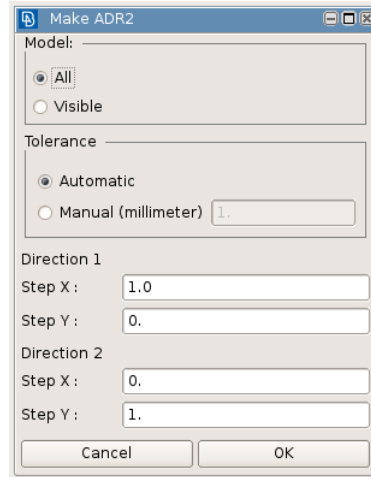 Make ADR2
Model:
All
Visible
Tolerance
Automatic
Manual (millimeter) 1.
Direction 1
Step X : 1.0
Step Y : 0.
Direction 2
Step X : 0.
Step Y : 1.
Cancel OK